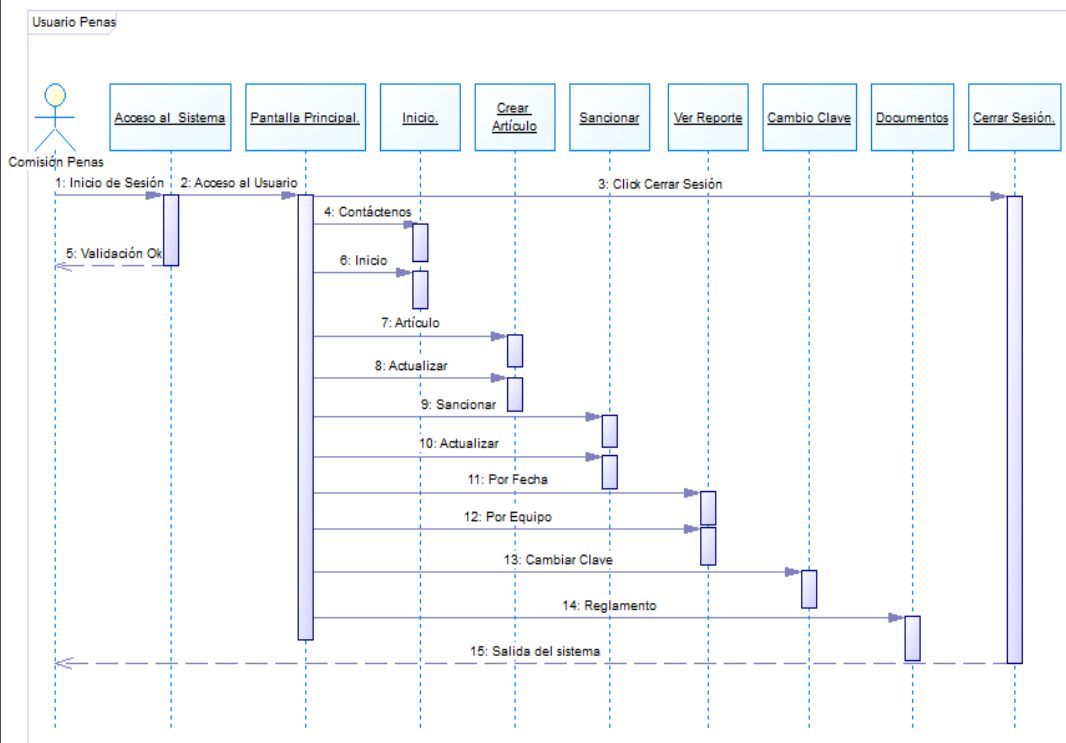 Usuario Penas
Acceso al Sistema
Pantalla Principal.
Inicio.
Crear
Artículo
Sancionar
Ver Reporte
Cambio Clave
Documentos
Cerrar Sesión.
Comisión Penas
1: Inicio de Sesión
2: Acceso al Usuario
3: Click Cerrar Sesión
4: Contáctenos
5: Validación Ok
6: Inicio
7: Artículo
8: Actualizar
9: Sancionar
10: Actualizar
11: Por Fecha
12: Por Equipo
13: Cambiar Clave
14: Reglamento
15: Salida del sistema